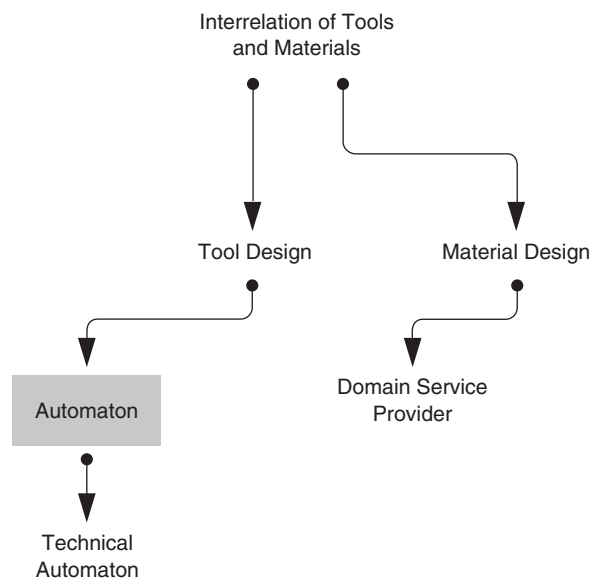 Interrelation of Tools
and Materials
Tool Design
Material Design
Automaton
Domain Service
Provider
Technical
Automaton